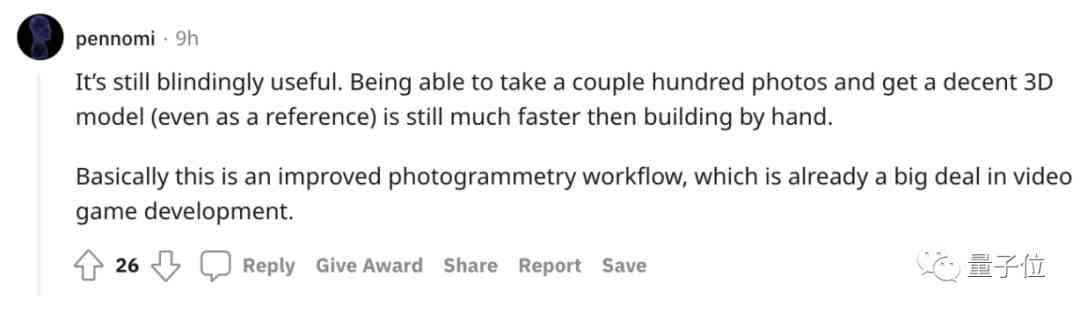 pennomi · 9h
It's still blindingly useful. Being able to take a couple hundred photos and get a decent 3D
model (even as a reference) is still much faster then building by hand.
Basically this is an improved photogrammetry workflow, which is already a big deal in video
game development.
26 Reply Give Award Share Report Save
量子位